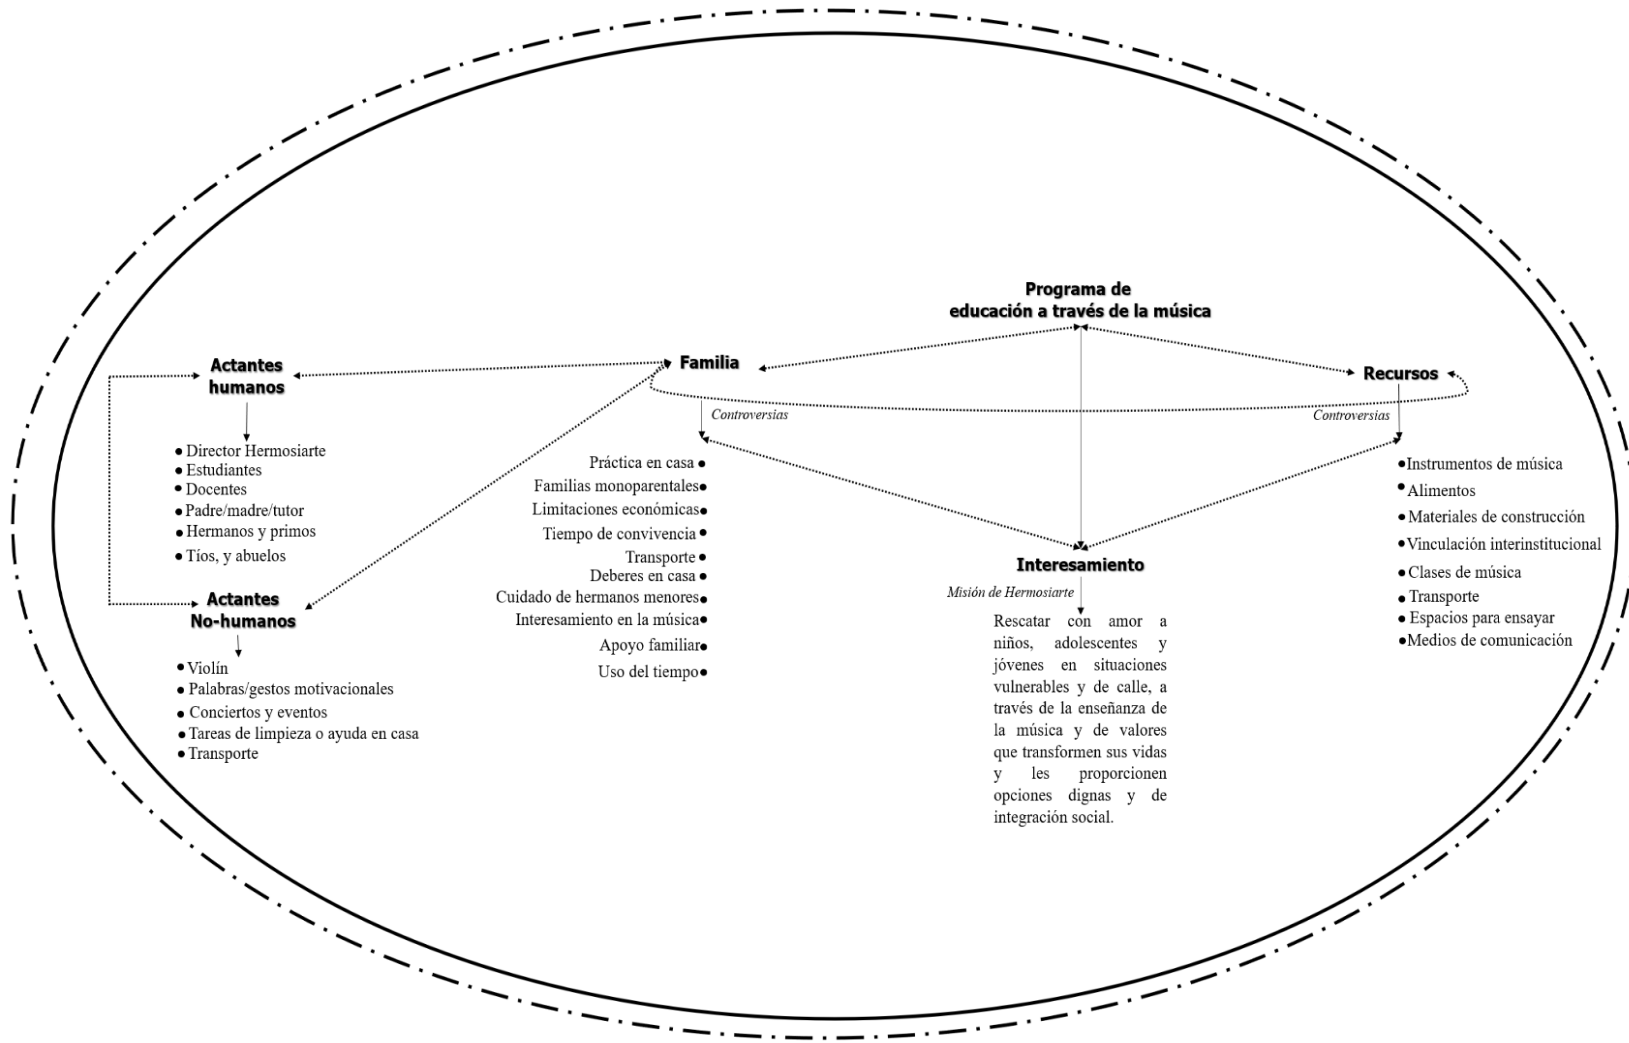 Programa de
educación a través de la música
Actantes
humanos
Director Hermosiarte
Estudiantes
Docentes
Padre/madre/tutor
Hermanos y primos
Tíos, y abuelos
Actantes
No-humanos
Violín
Palabras/gestos motivacionales
Conciertos y eventos
Tareas de limpieza o ayuda en casa
Transporte
Familia
Controversias
Práctica en casa
Familias monoparentales
Limitaciones económicas
Tiempo de convivencia
Transporte
Deberes en casa
Cuidado de hermanos menores
Interesamiento en la música
Apoyo familiar
Uso del tiempo
Interesamiento
Misión de Hermosiarte
Rescatar con amor a
niños, adolescentes y
jóvenes en situaciones
vulnerables y de calle, a
través de la enseñanza de
la música y de valores
que transformen sus vidas
y les proporcionen
opciones dignas y de
integración social.
Recursos
Controversias
Instrumentos de música
Alimentos
Materiales de construcción
Vinculación interinstitucional
Clases de música
Transporte
Espacios para ensayar
Medios de comunicación